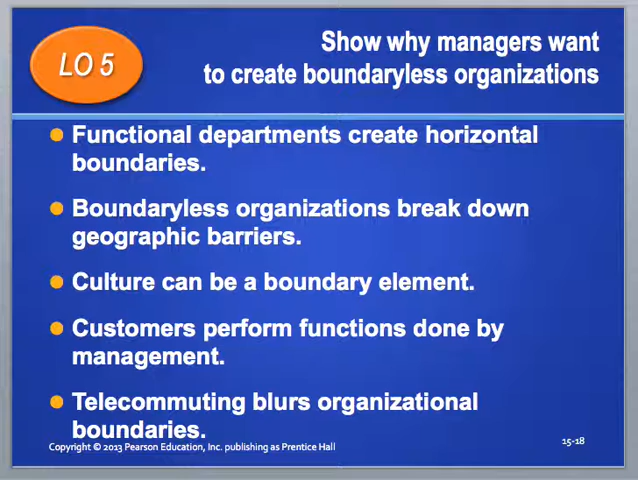 LO 5
Show why managers want
to create boundaryless organizations
Functional departments create horizontal
boundaries.
Boundaryless organizations break down
geographic barriers.
Culture can be a boundary element.
Customers perform functions done by
management.
Telecommuting blurs organizational
boundaries.
Copyright © 2013 Pearson Education, Inc. publishing as Prentice Hall
15-18